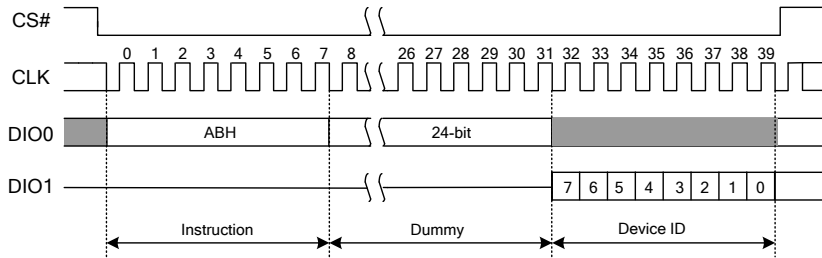 CS#
0 1 2 3 4 5 6 7 8 26 27 28 29 30 31 32 33 34 35 36 37 38 39
CLK
DIO0 ABH 24-bit
DIO1 7 6 5 4 3 2 1 0
Instruction Dummy Device ID